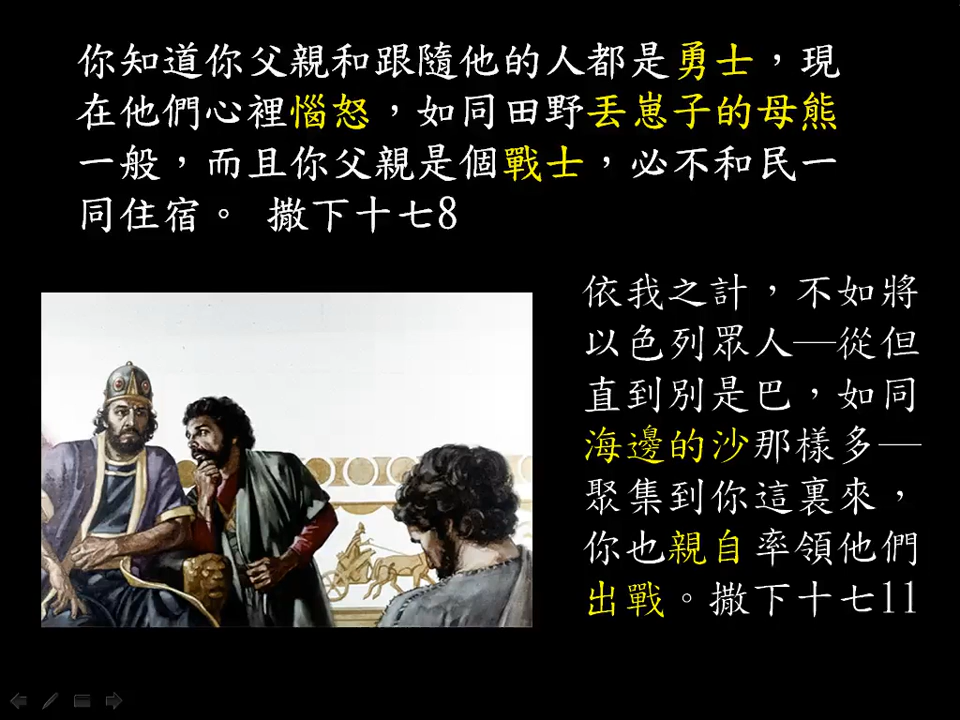 你知道你父親和跟隨他的人都是勇士，現
在他們心裡惱怒，如同田野丟崽子的母熊
一般，而且你父親是個戰士，必不和民一
同住宿。 撒下十七8
依我之計，不如將
以色列眾人─從但
直到別是巴，如同
海邊的沙那樣多─
聚集到你這裏來，
你也親自率領他們
出戰。撒下十七11